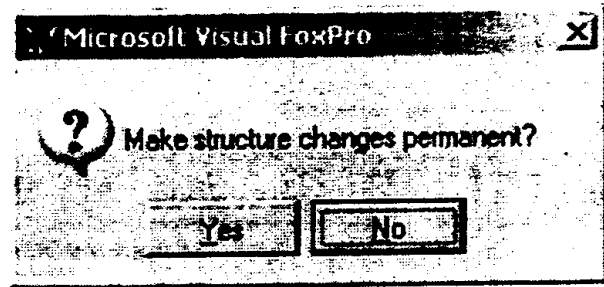 Microsoft Visual FoxPro
Make structure changes permanent?
Yes No